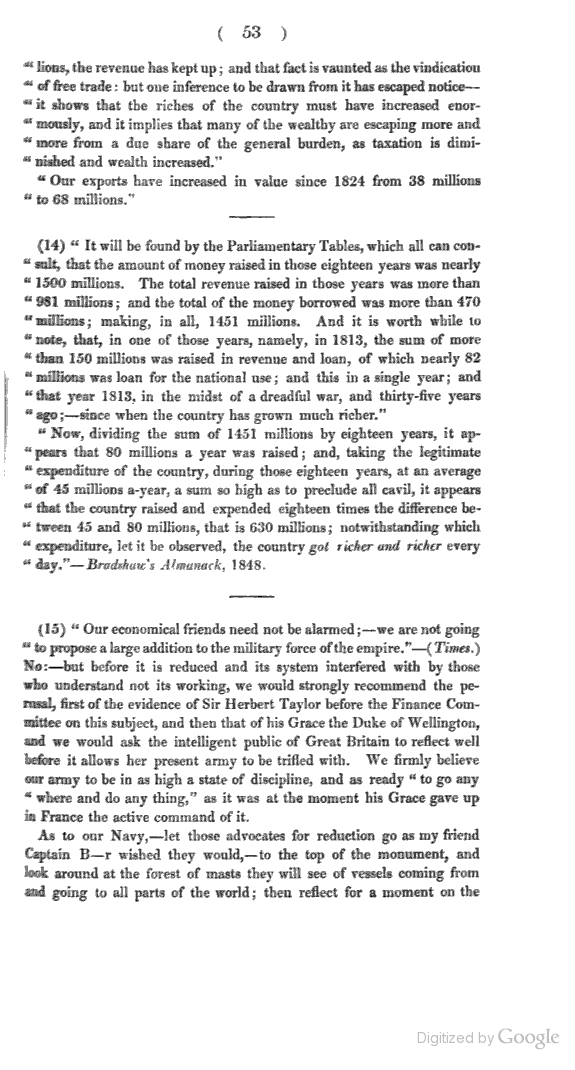 ( 53 )
“ lions, the revenue has kept up; and that fact is vaunted as the vindication
“ of free trade: but one inference to be drawn from it has escaped notice—
“ it shows that the riches of the country must have increased enor-
“ mously, and it implies that many of the wealthy are escaping more and
“ more from a due share of the general burden, as taxation is dimi-
“ nished and wealth increased.”
“ Our exports have increased in value since 1824 from 38 millions
“ to 68 millions.”
(14) “ It will be found by the Parliamentary Tables, which all can con-
“ sult, that the amount of money raised in those eighteen years was nearly
“ 1500 millions. The total revenue raised in those years was more than
“ 981 millions; and the total of the money borrowed was more than 470
“ millions; making, in all, 1451 millions. And it is worth while to
“ note, that, in one of those years, namely, in 1813, the sum of more
“ than 150 millions was raised in revenue and loan, of which nearly 82
“ millions was loan for the national use; and this in a single year; and
“ that year 1813, in the midst of a dreadful war, and thirty-five years
“ ago;—since when the country has grown much richer.”
“ Now, dividing the sum of 1451 millions by eighteen years, it ap-
“ pears that 80 millions a year was raised; and, taking the legitimate
“ expenditure of the country, during those eighteen years, at an average
“ of 45 millions a-year, a sum so high as to preclude all cavil, it appears
“ that the country raised and expended eighteen times the difference be-
“ tween 45 and 80 millions, that is 630 millions; notwithstanding which
“ expenditure, let it be observed, the country got richer and richer every
“ day.”—Bradshaw's Almanack, 1848.
(15) “ Our economical friends need not be alarmed;—we are not going
“ to propose a large addition to the military force of the empire.”—(Times.)
No:—but before it is reduced and its system interfered with by those
who understand not its working, we would strongly recommend the pe-
rusal, first of the evidence of Sir Herbert Taylor before the Finance Com-
mittee on this subject, and then that of his Grace the Duke of Wellington,
and we would ask the intelligent public of Great Britain to reflect well
before it allows her present army to be trifled with. We firmly believe
our army to be in as high a state of discipline, and as ready “ to go any
“ where and do any thing,” as it was at the moment his Grace gave up
in France the active command of it.
As to our Navy,—let those advocates for reduction go as my friend
Captain B—r wished they would,—to the top of the monument, and
look around at the forest of masts they will see of vessels coming from
and going to all parts of the world; then reflect for a moment on the
Digitized by Google